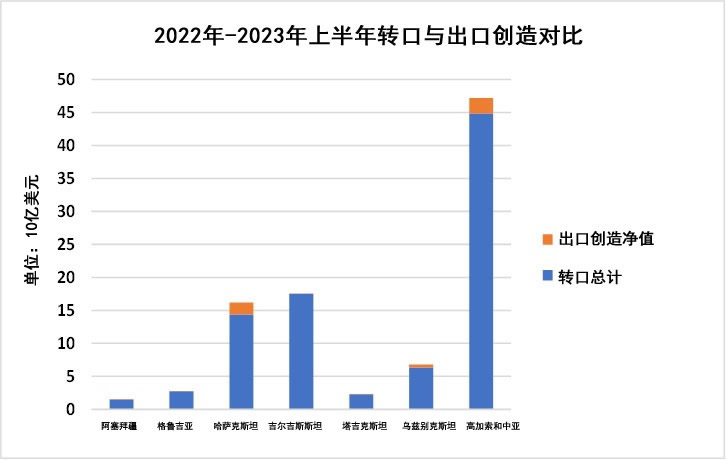 2022年-2023年上半年转口与出口创造对比
单位：10亿美元
50
45
40
35
30
25
20
15
10
5
0
阿塞拜疆 格鲁吉亚 哈萨克斯坦 吉尔吉斯斯斯坦 塔吉克斯坦 乌兹别克斯坦 高加索和中亚
出口创造净值
转口总计